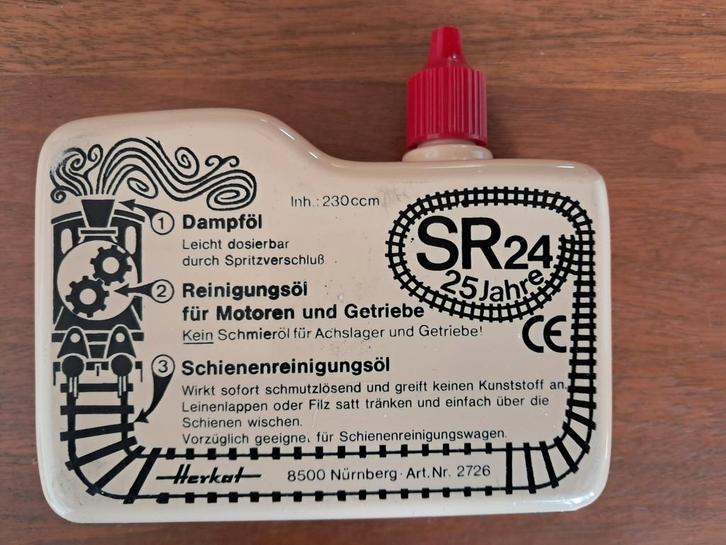 Inh.: 230 ccm
SR24
25 Jahre
CE
1 Dampföl
Leicht dosierbar
durch Spritzverschluß
2 Reinigungsöl
für Motoren und Getriebe
Kein Schmieröl für Achslager und Getriebe!
3 Schienenreinigungsöl
Wirkt sofort schmutzlösend und greift keinen Kunststoff an.
Leinenlappen oder Filz satt tränken und einfach über die
Schienen wischen.
Vorzüglich geeignet für Schienenreinigungswagen.
Herkat 8500 Nürnberg · Art. Nr. 2726